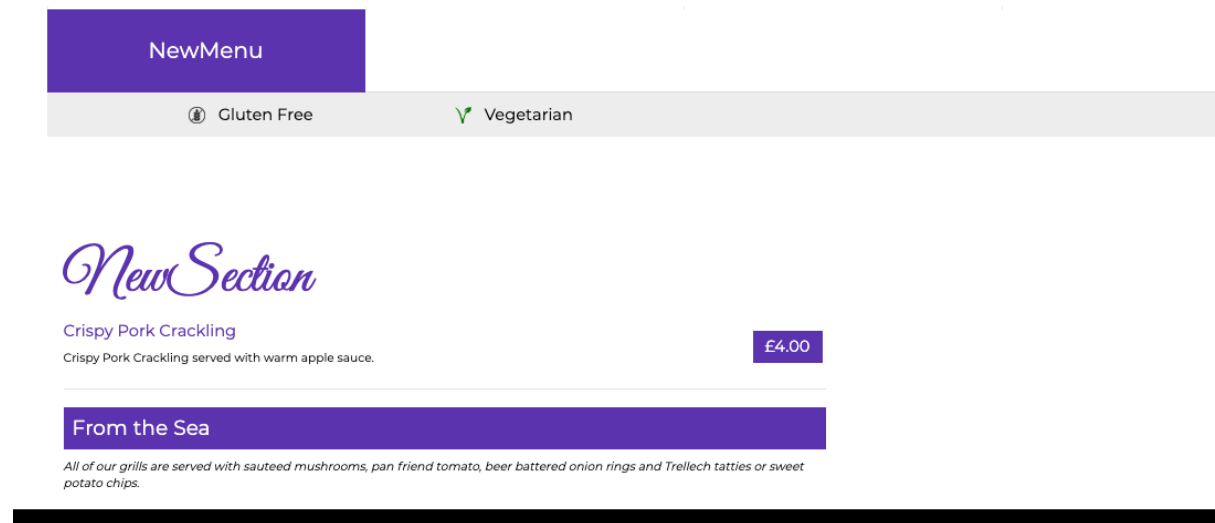 NewMenu
Gluten Free Vegetarian
NewSection
Crispy Pork Crackling
Crispy Pork Crackling served with warm apple sauce.
£4.00
From the Sea
All of our grills are served with sauteed mushrooms, pan friend tomato, beer battered onion rings and Trellech tatties or sweet
potato chips.